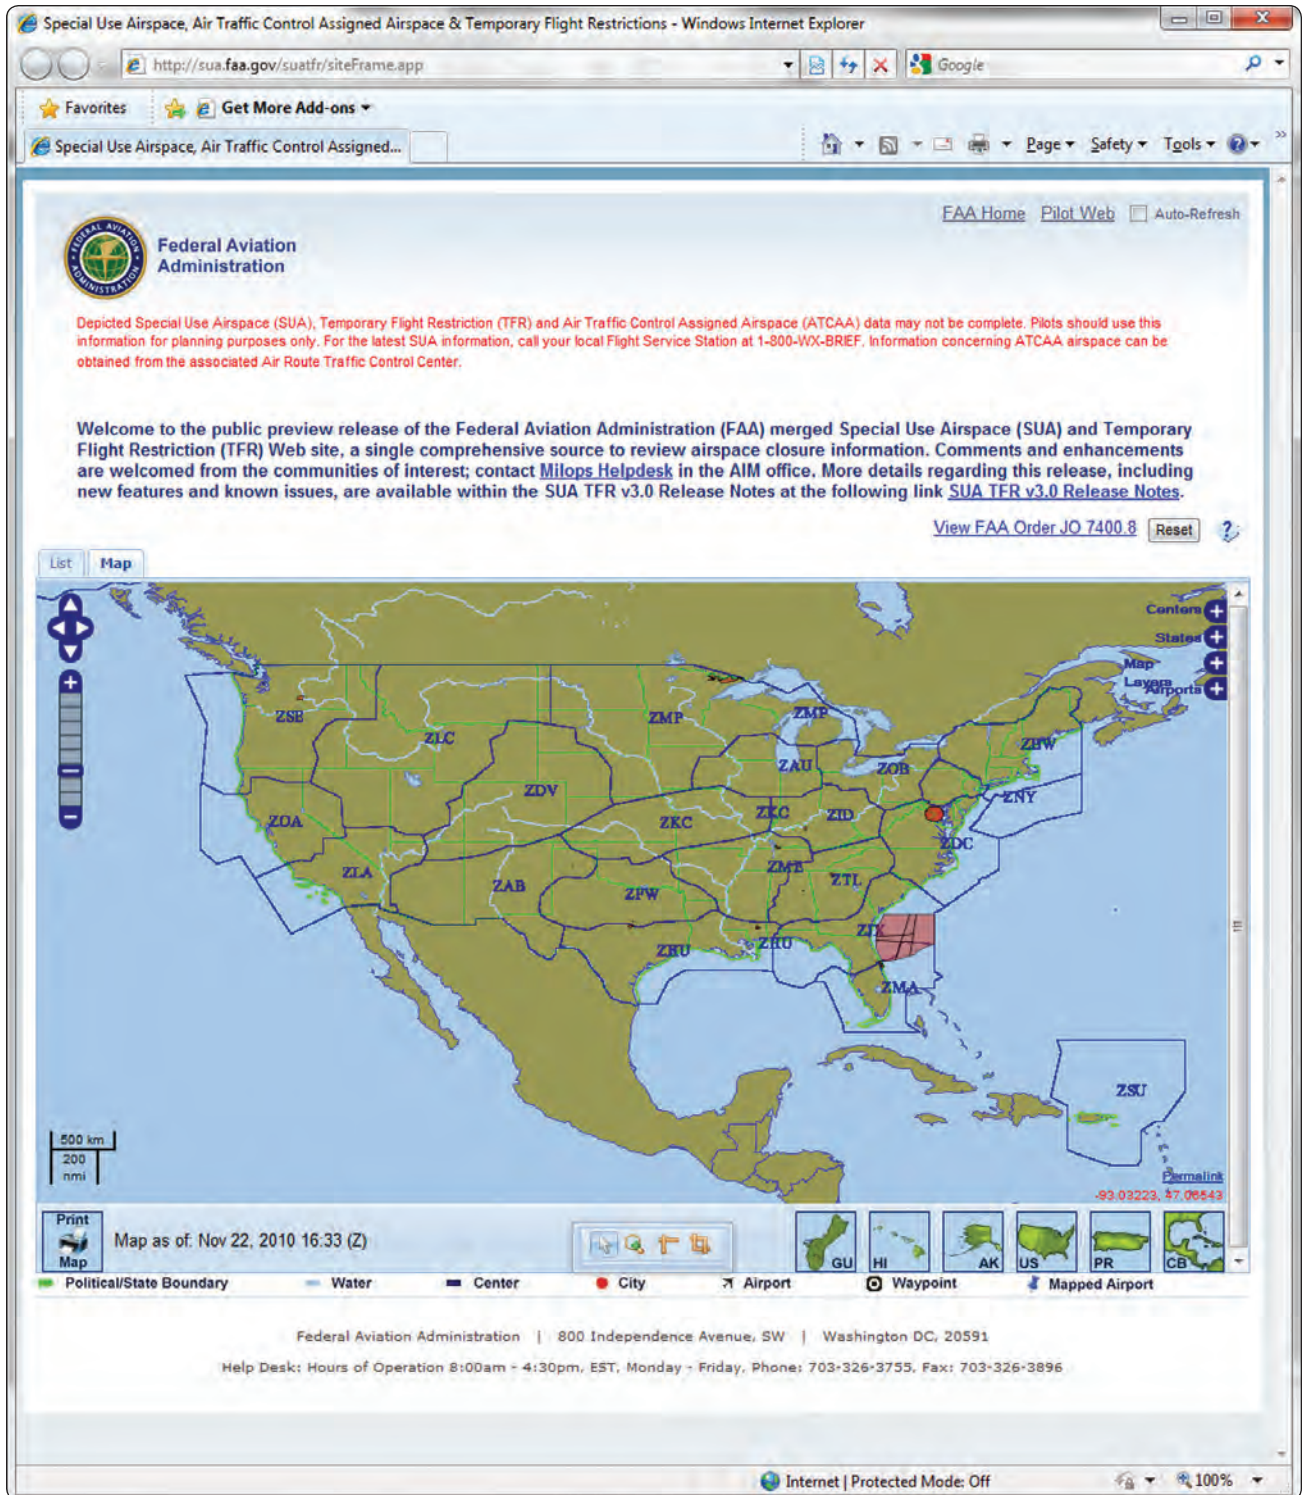 Special Use Airspace, Air Traffic Control Assigned Airspace & Temporary Flight Restrictions - Windows Internet Explorer
http://sua.faa.gov/suatfr/siteFrame.app
Google
Favorites
Get More Add-ons
Special Use Airspace, Air Traffic Control Assigned...
Page
Safety
Tools
FAA Home Pilot Web Auto-Refresh
FEDERAL AVIATION ADMINISTRATION
Federal Aviation
Administration
Depicted Special Use Airspace (SUA), Temporary Flight Restriction (TFR) and Air Traffic Control Assigned Airspace (ATCAA) data may not be complete. Pilots should use this
information for planning purposes only. For the latest SUA information, call your local Flight Service Station at 1-800-WX-BRIEF. Information concerning ATCAA airspace can be
obtained from the associated Air Route Traffic Control Center.
Welcome to the public preview release of the Federal Aviation Administration (FAA) merged Special Use Airspace (SUA) and Temporary
Flight Restriction (TFR) Web site, a single comprehensive source to review airspace closure information. Comments and enhancements
are welcomed from the communities of interest; contact Milops Helpdesk in the AIM office. More details regarding this release, including
new features and known issues, are available within the SUA TFR v3.0 Release Notes at the following link SUA TFR v3.0 Release Notes.
View FAA Order JO 7400.8 Reset ?
List Map
Centers +
States +
Map +
Layers
Airports +
ZSE
ZLC
ZMP
ZMP
ZBW
ZAU
ZOB
ZDV
ZNY
ZOA
ZKC
ZKC
ZID
ZDC
ZLA
ZAB
ZFW
ZME
ZTL
ZJX
ZHU
ZHU
ZMA
ZSU
500 km
200
nmi
Permalink
-93.03223, 47.06543
Print
Map
Map as of: Nov 22, 2010 16:33 (Z)
GU
HI
AK
US
PR
CB
Political/State Boundary Water Center City Airport Waypoint Mapped Airport
Federal Aviation Administration | 800 Independence Avenue, SW | Washington DC, 20591
Help Desk: Hours of Operation 8:00am - 4:30pm, EST, Monday - Friday, Phone: 703-326-3755, Fax: 703-326-3896
Internet | Protected Mode: Off
100%